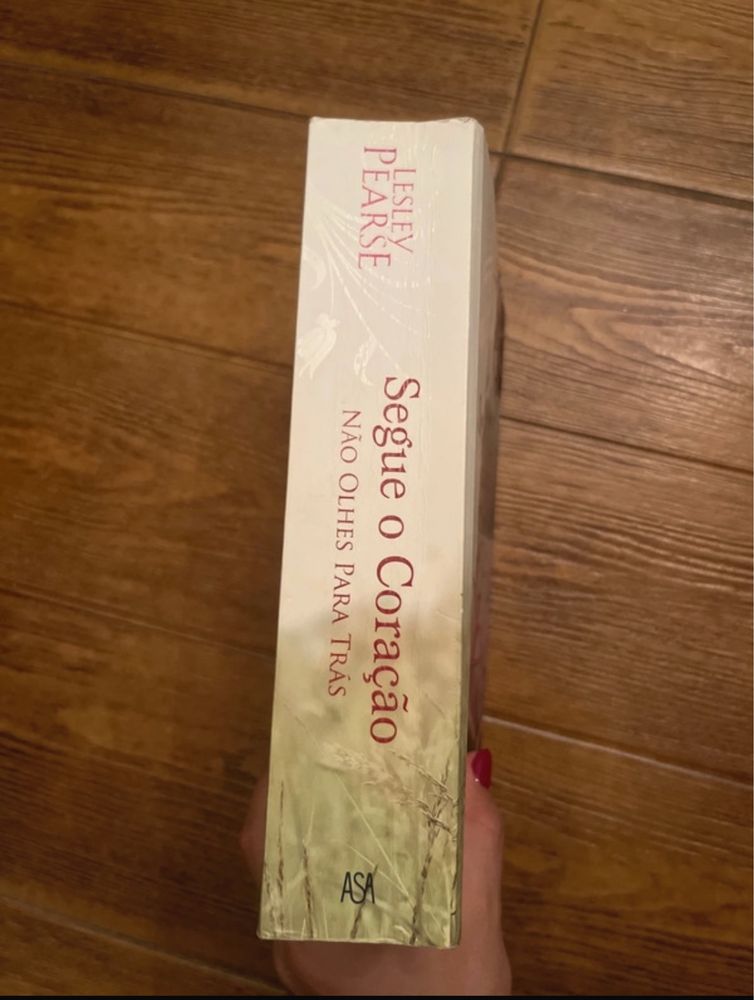 LESLEY
PEARSE
Segue o Coração
NÃO OLHES PARA TRÁS
ASA